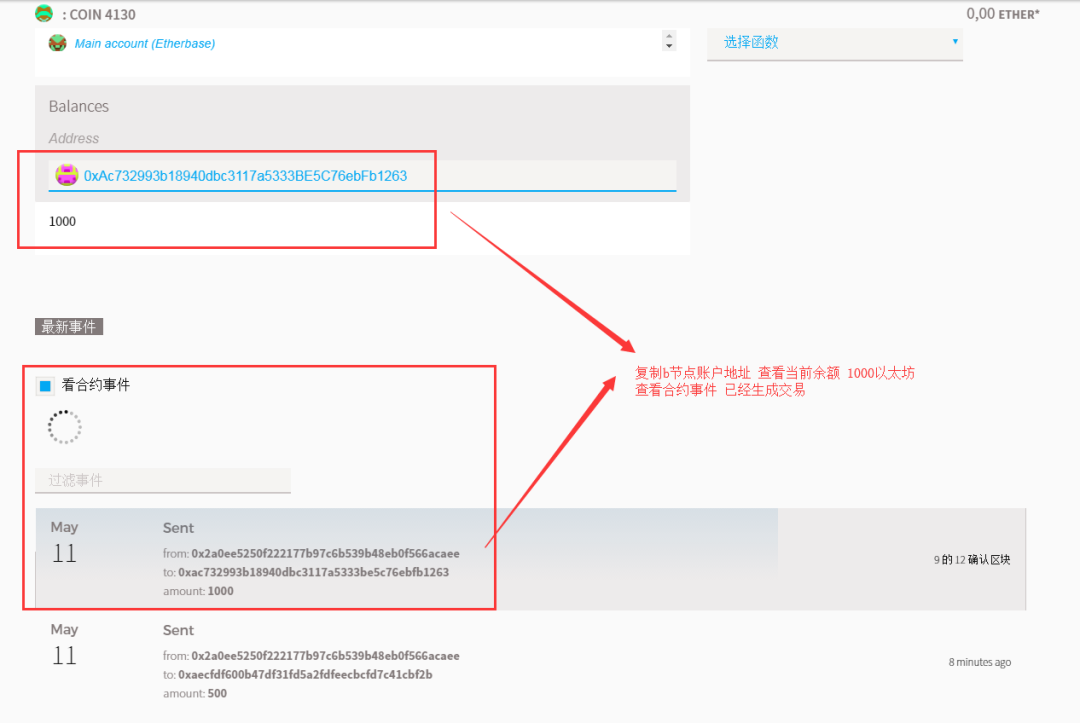 : COIN 4130
0,00 ETHER*
Main account (Etherbase)
选择函数
Balances
Address
0xAc732993b18940dbc3117a5333BE5C76ebFb1263
1000
最新事件
看合约事件
复制b节点账户地址 查看当前余额 1000以太坊
查看合约事件 已经生成交易
过滤事件
May
11
Sent
from: 0x2a0ee5250f222177b97c6b539b48eb0f566acaee
to: 0xac732993b18940dbc3117a5333be5c76ebfb1263
amount: 1000
9 的 12 确认区块
May
11
Sent
from: 0x2a0ee5250f222177b97c6b539b48eb0f566acaee
to: 0xaecfdf600b47df31fd5a2fdfeecbcfd7c41cbf2b
amount: 500
8 minutes ago